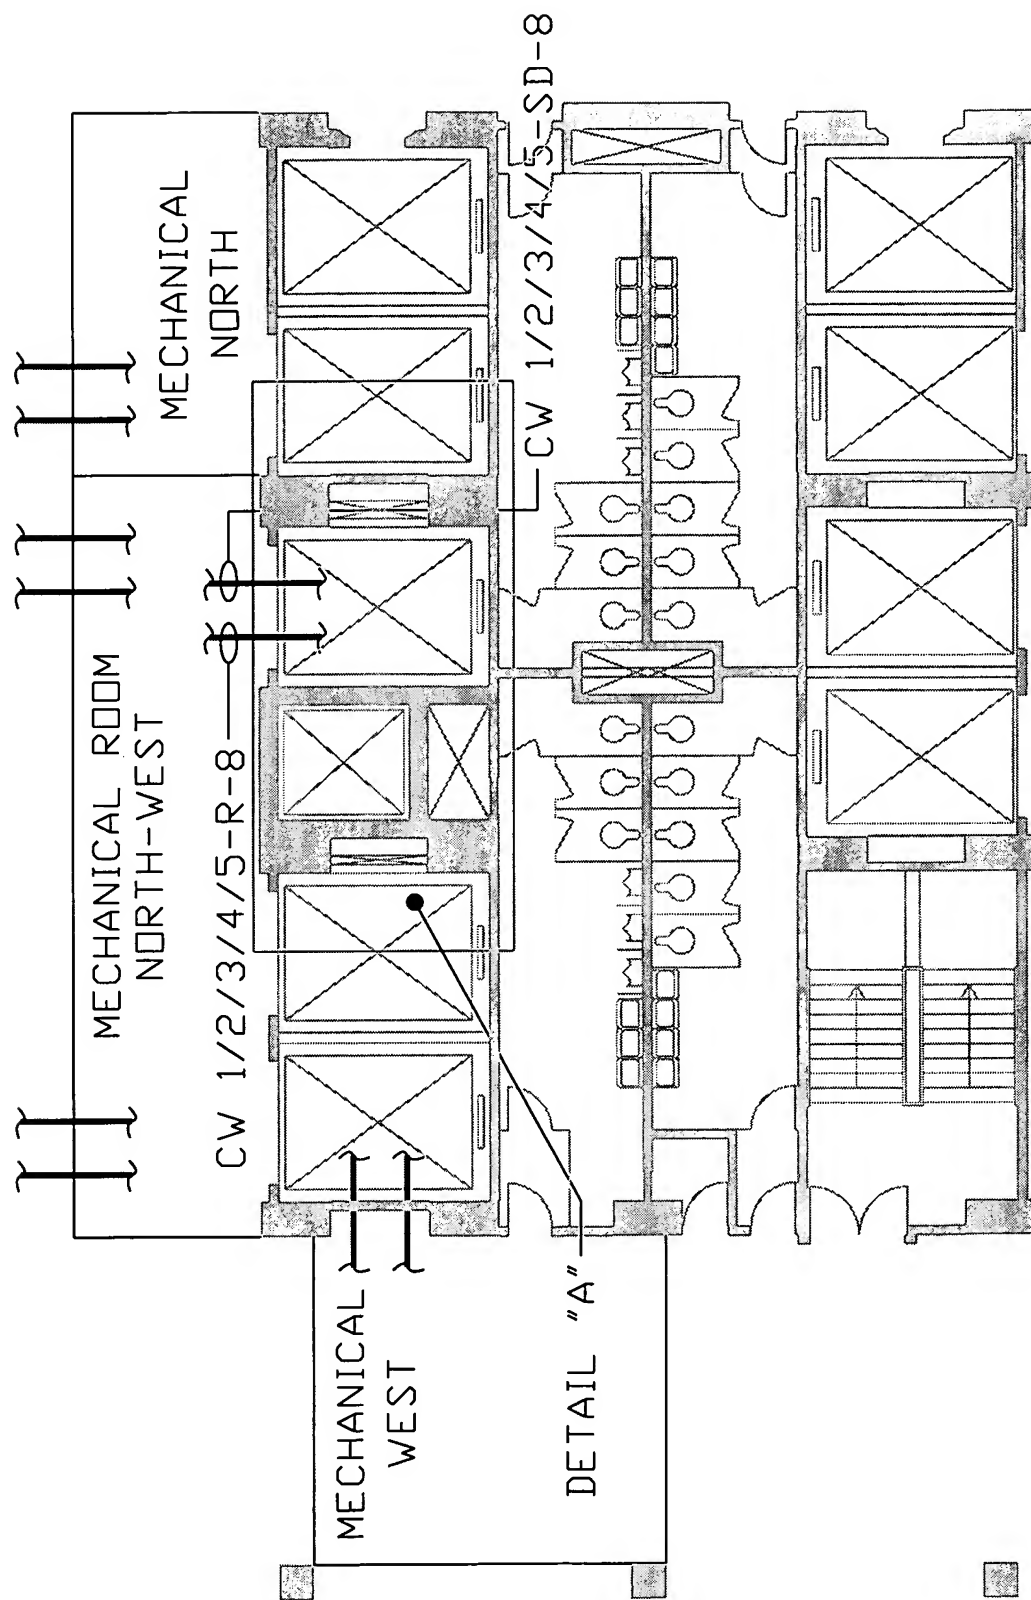 MECHANICAL
NORTH
MECHANICAL ROOM
NORTH-WEST
CW 1/2/3/4/5-R-8
CW 1/2/3/4/5-SD-8
MECHANICAL
WEST
DETAIL "A"